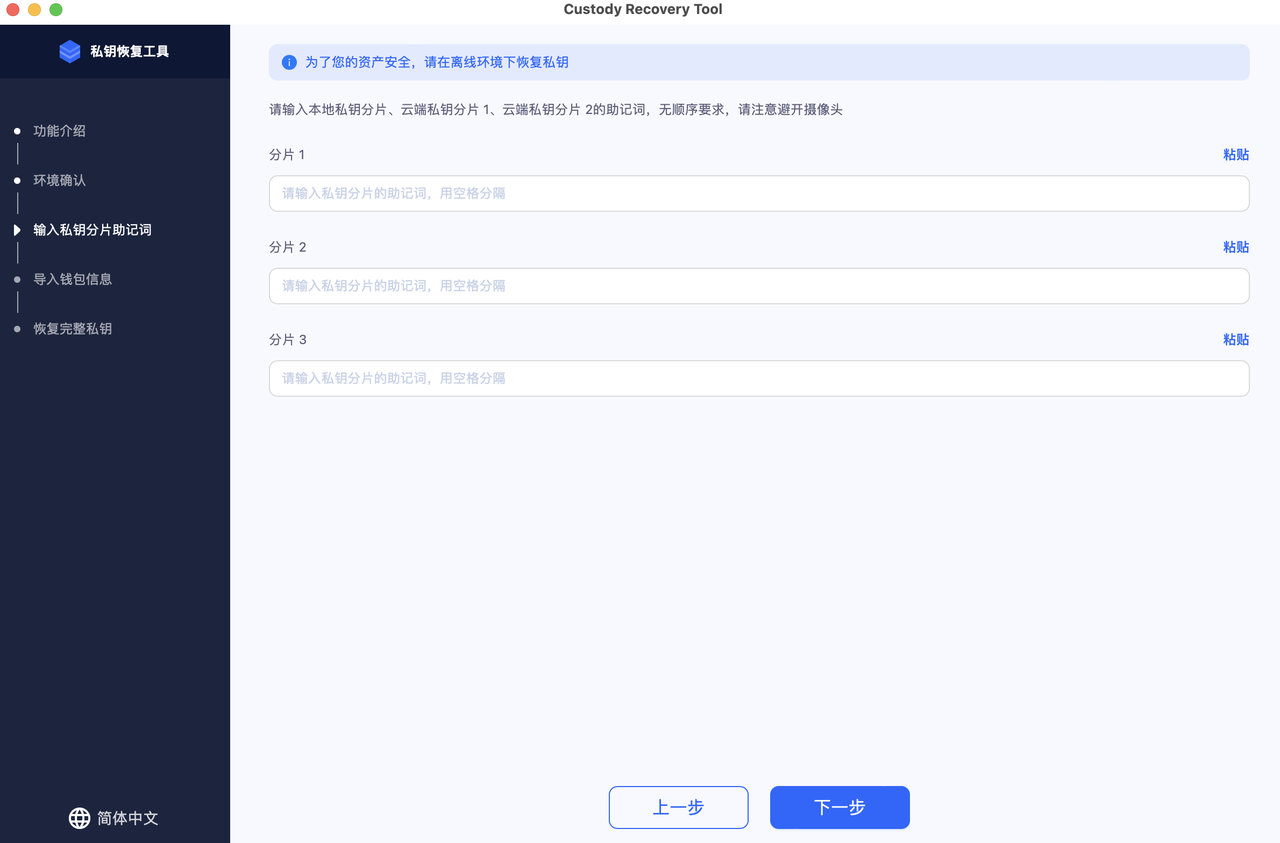 Custody Recovery Tool
私钥恢复工具
功能介绍
环境确认
输入私钥分片助记词
导入钱包信息
恢复完整私钥
简体中文
为了您的资产安全，请在离线环境下恢复私钥
请输入本地私钥分片、云端私钥分片 1、云端私钥分片 2的助记词，无顺序要求，请注意避开摄像头
分片 1 粘贴
请输入私钥分片的助记词，用空格分隔
分片 2 粘贴
请输入私钥分片的助记词，用空格分隔
分片 3 粘贴
请输入私钥分片的助记词，用空格分隔
上一步 下一步